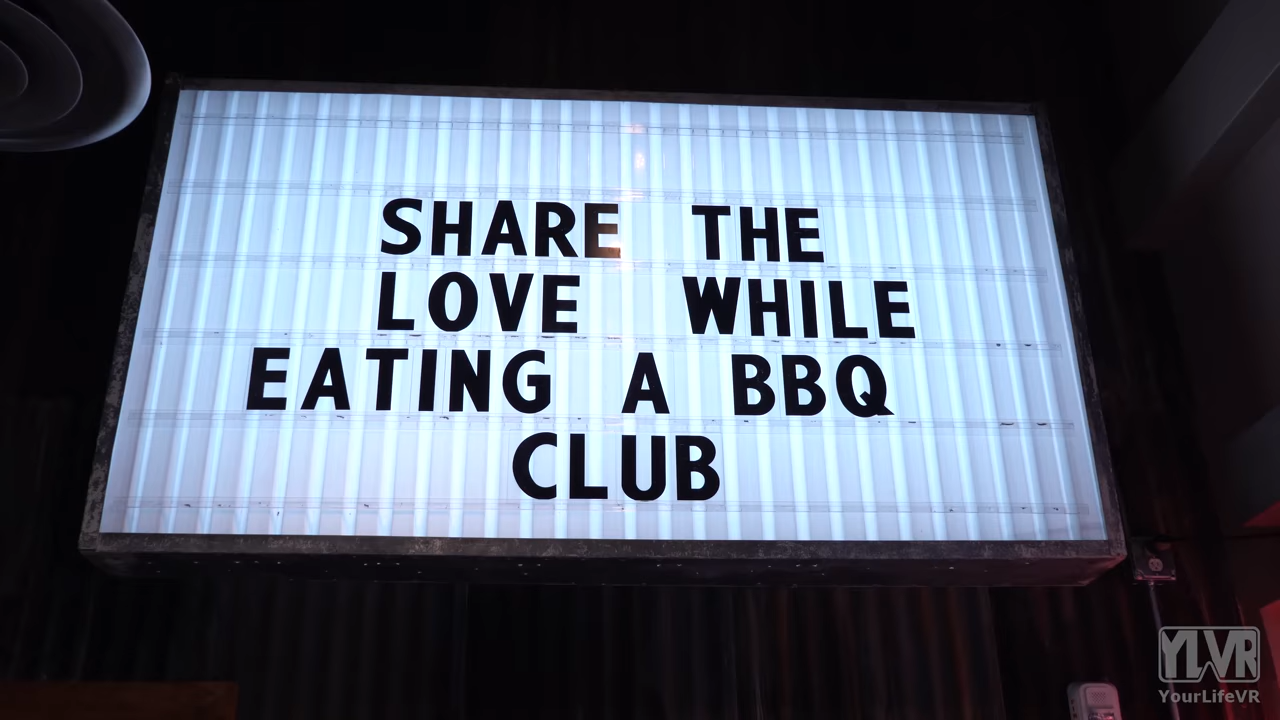 SHARE THE
LOVE WHILE
EATING A BBQ
CLUB
YLVR
YourLifeVR